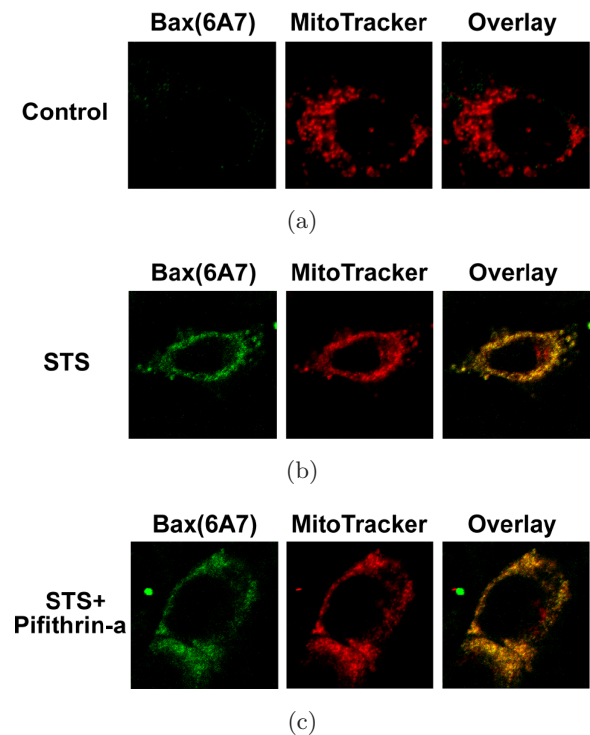 Bax(6A7) MitoTracker Overlay
Control
(a)
Bax(6A7) MitoTracker Overlay
STS
(b)
Bax(6A7) MitoTracker Overlay
STS+
Pifithrin-a
(c)